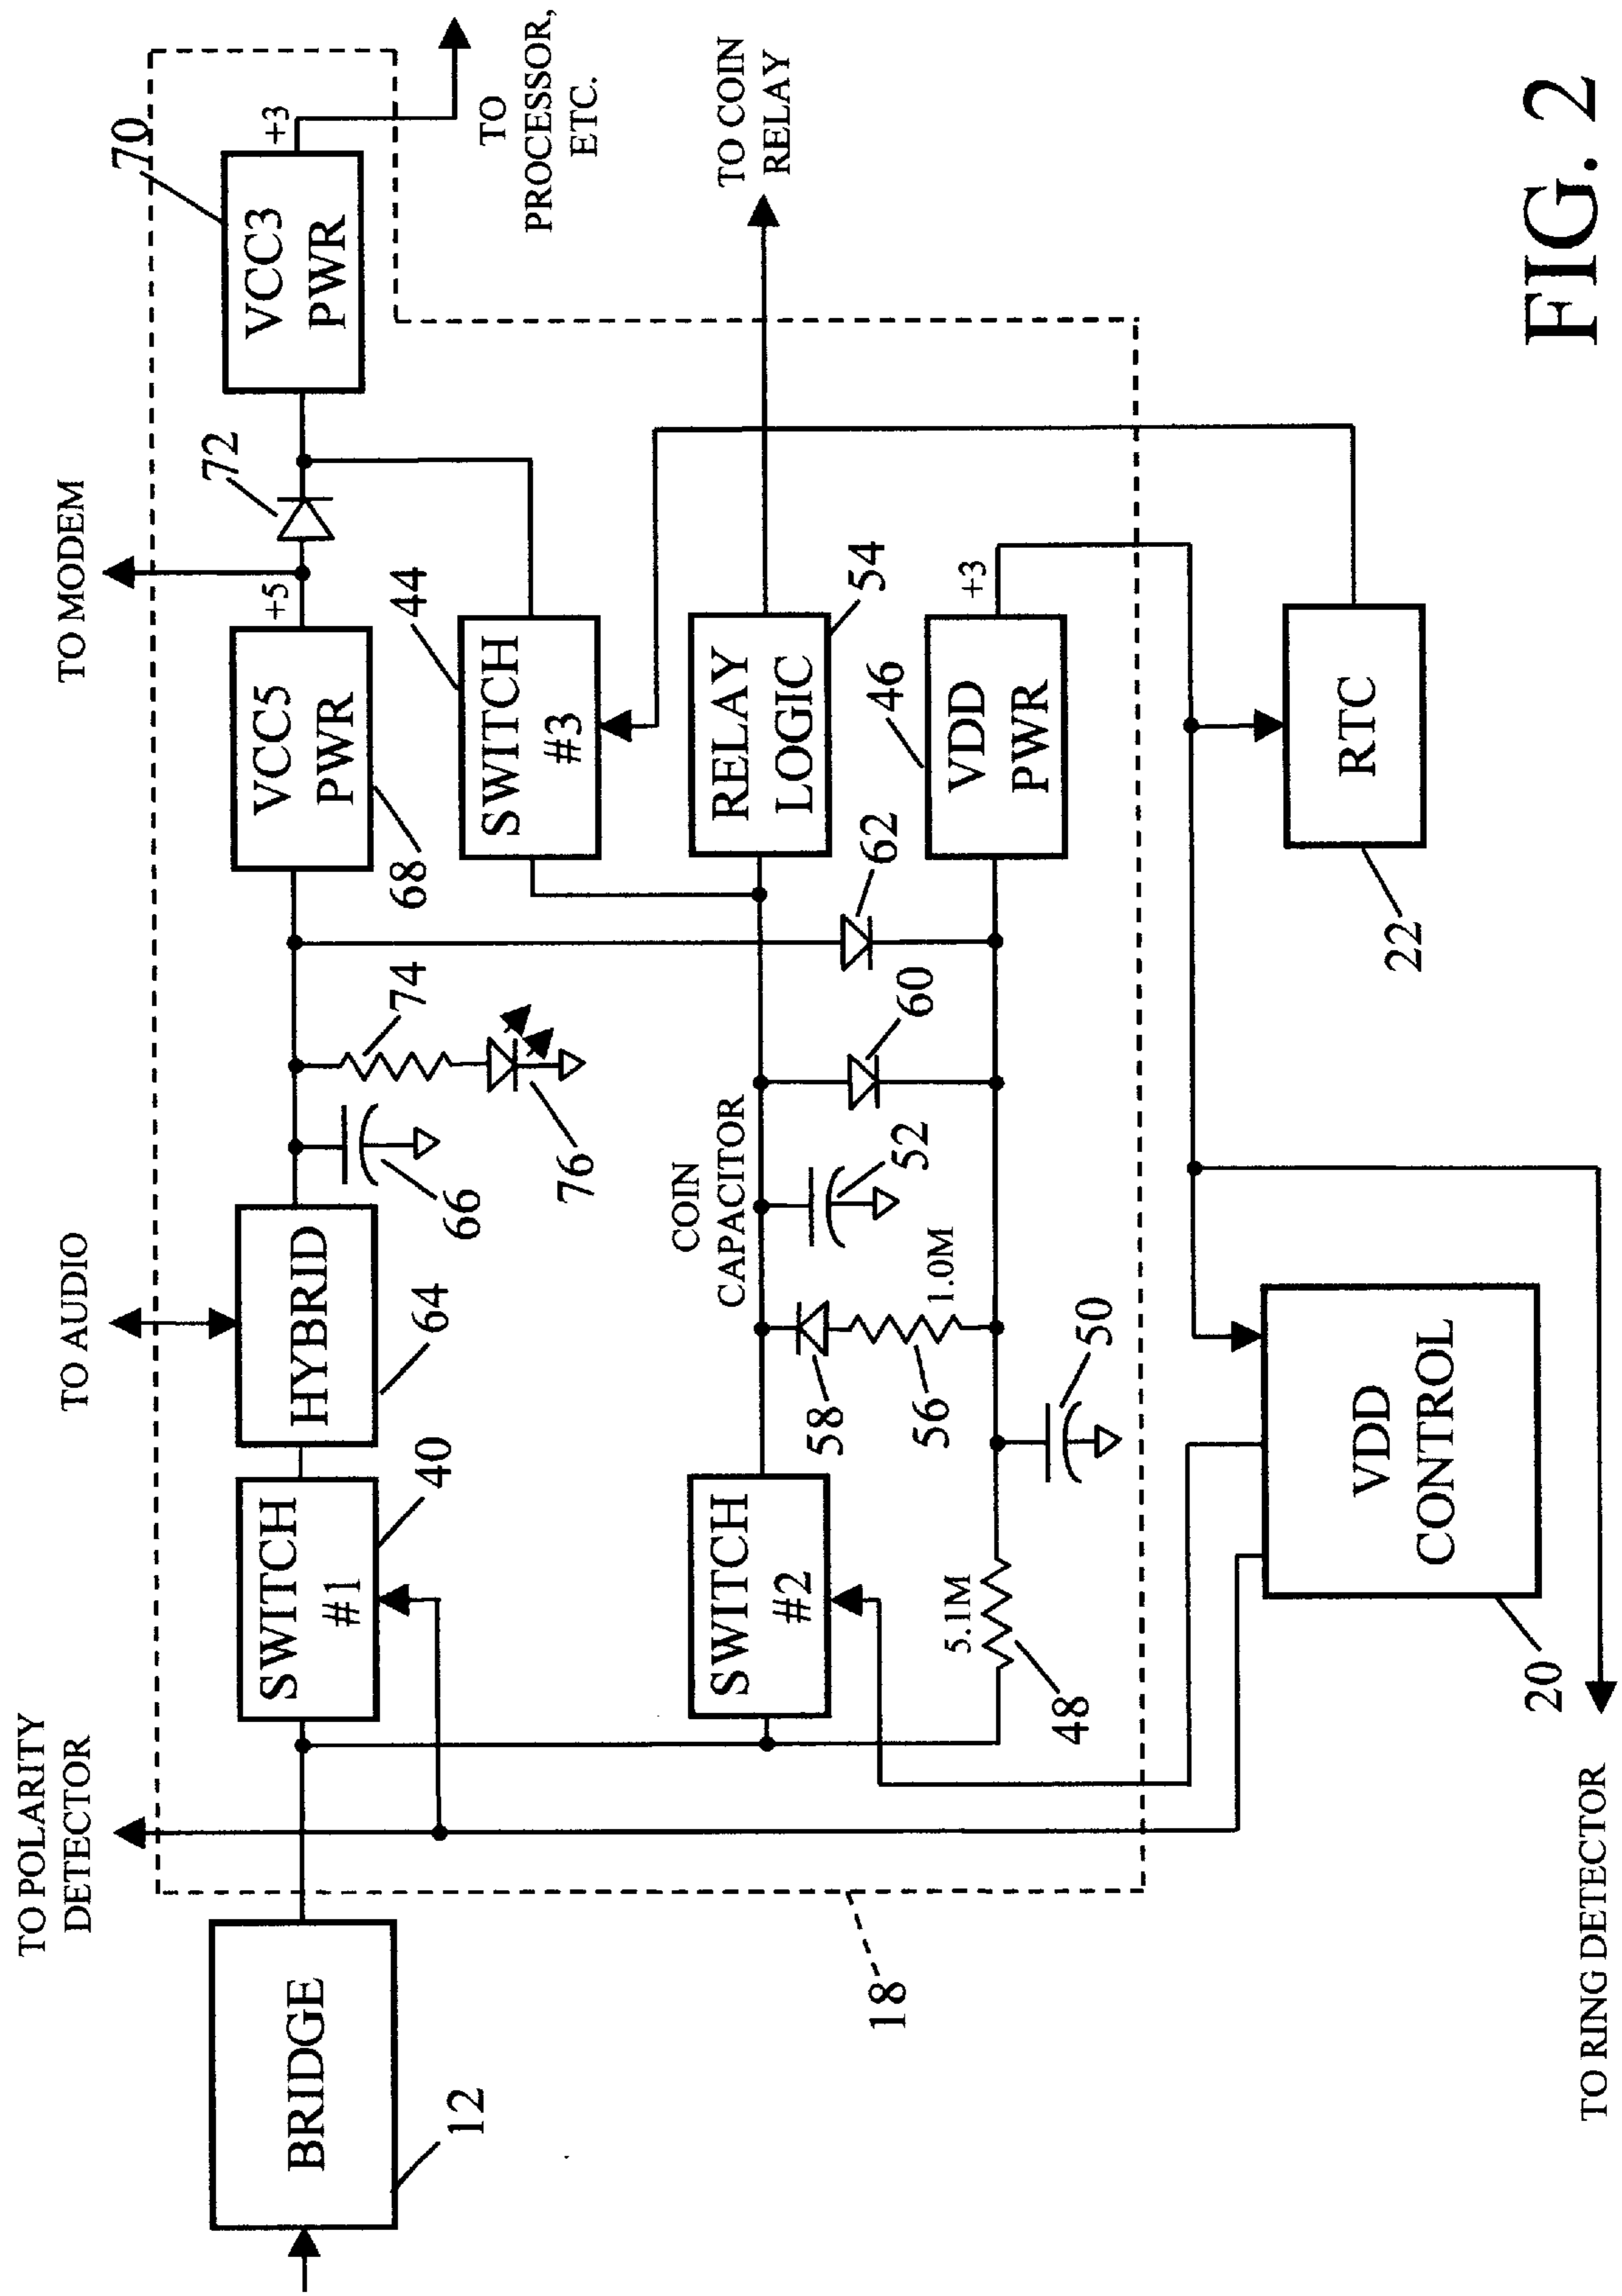 TO POLARITY
DETECTOR
TO AUDIO
TO MODEM
70
BRIDGE
12
SWITCH
#1
40
HYBRID
64
66
74
76
VCC5
PWR
68
+5
72
VCC3
PWR
+3
TO
PROCESSOR,
ETC.
SWITCH
#3
44
SWITCH
#2
COIN
CAPACITOR
52
58
56
1.0M
60
62
RELAY
LOGIC
54
TO COIN
RELAY
5.1M
48
50
VDD
PWR
46
+3
18
VDD
CONTROL
20
RTC
22
TO RING DETECTOR
FIG. 2